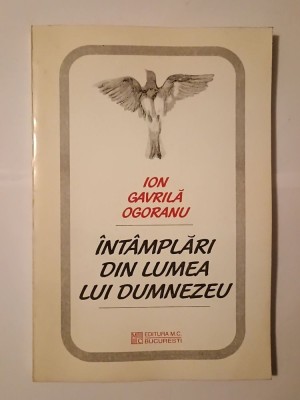 ION
GAVRILĂ
OGORANU
ÎNTÂMPLĂRI
DIN LUMEA
LUI DUMNEZEU
EDITURA M.C.
BUCUREȘTI